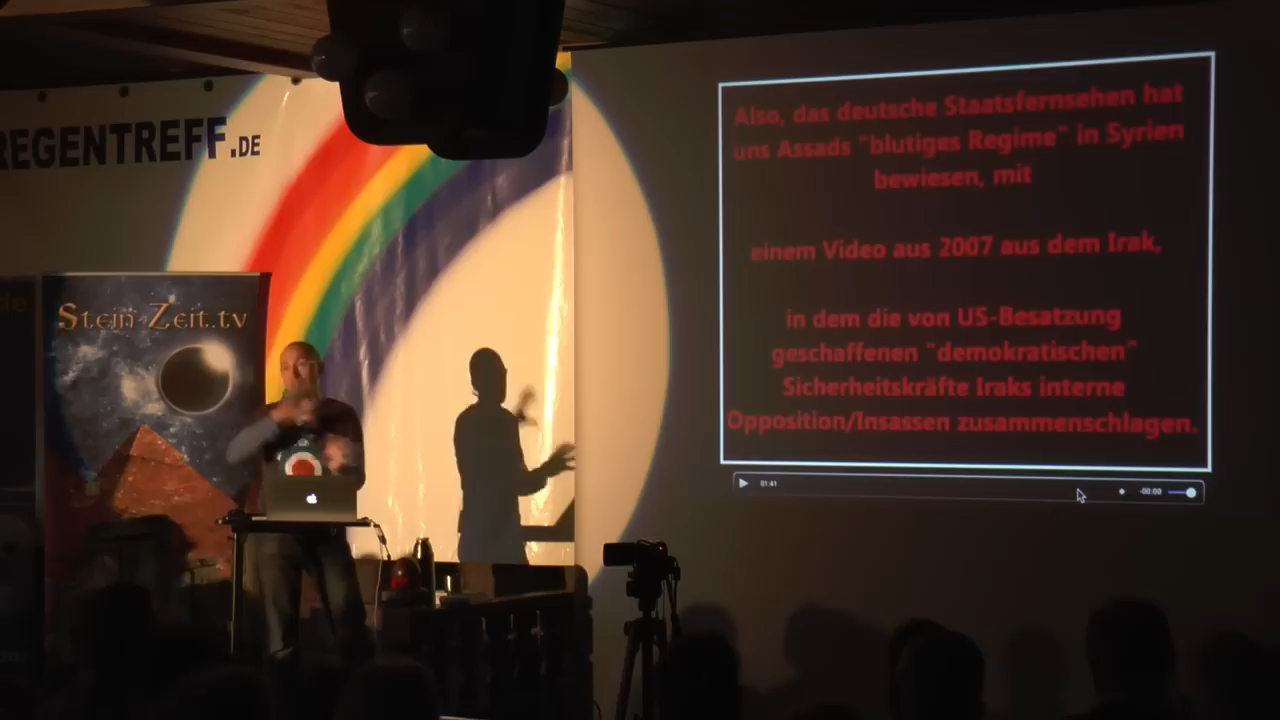 REGENTREFF.DE
Stein-Zeit.tv
Also, das deutsche Staatsfernsehen hat
uns Assads "blutiges Regime" in Syrien
bewiesen, mit
einem Video aus 2007 aus dem Irak,
in dem die von US-Besatzung
geschaffenen "demokratischen"
Sicherheitskräfte Iraks interne
Opposition/Insassen zusammenschlagen.
01:41
-00:00